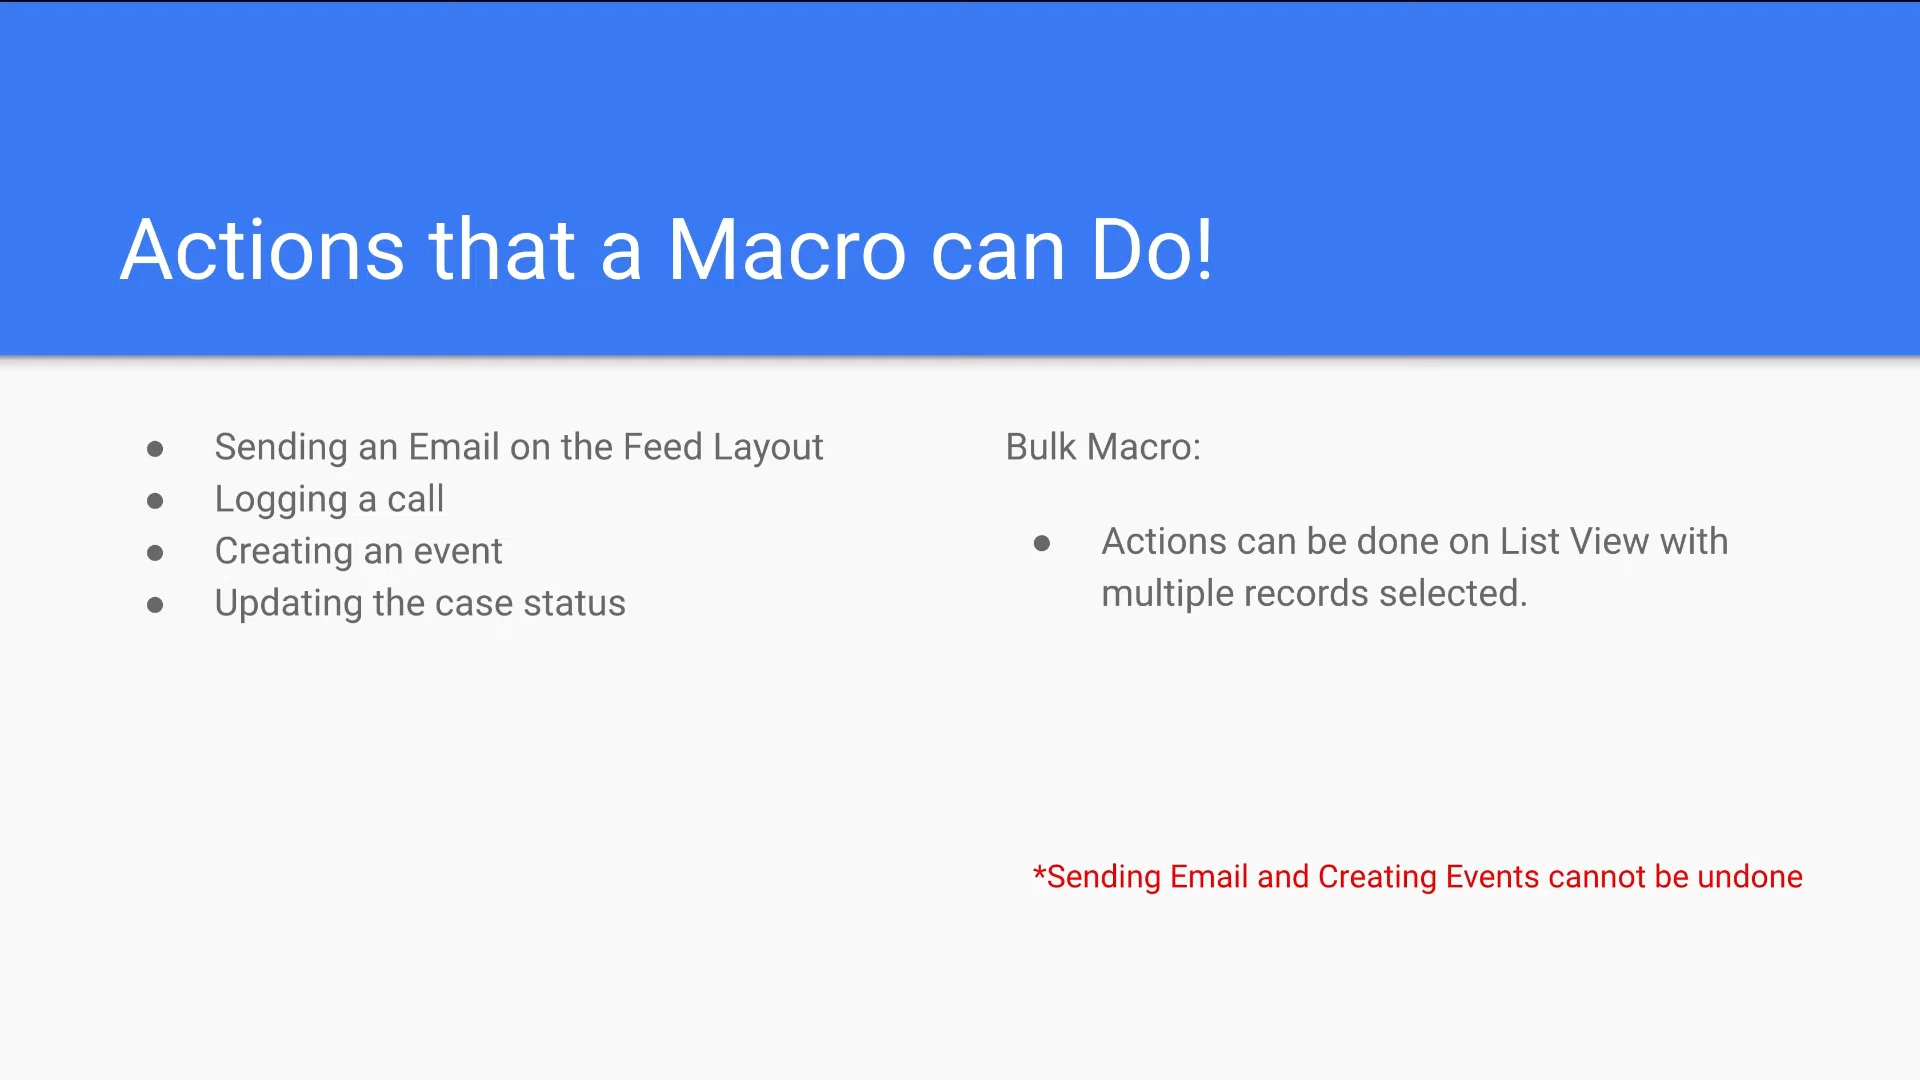 Actions that a Macro can Do!
● Sending an Email on the Feed Layout
● Logging a call
● Creating an event
● Updating the case status
Bulk Macro:
● Actions can be done on List View with
multiple records selected.
*Sending Email and Creating Events cannot be undone